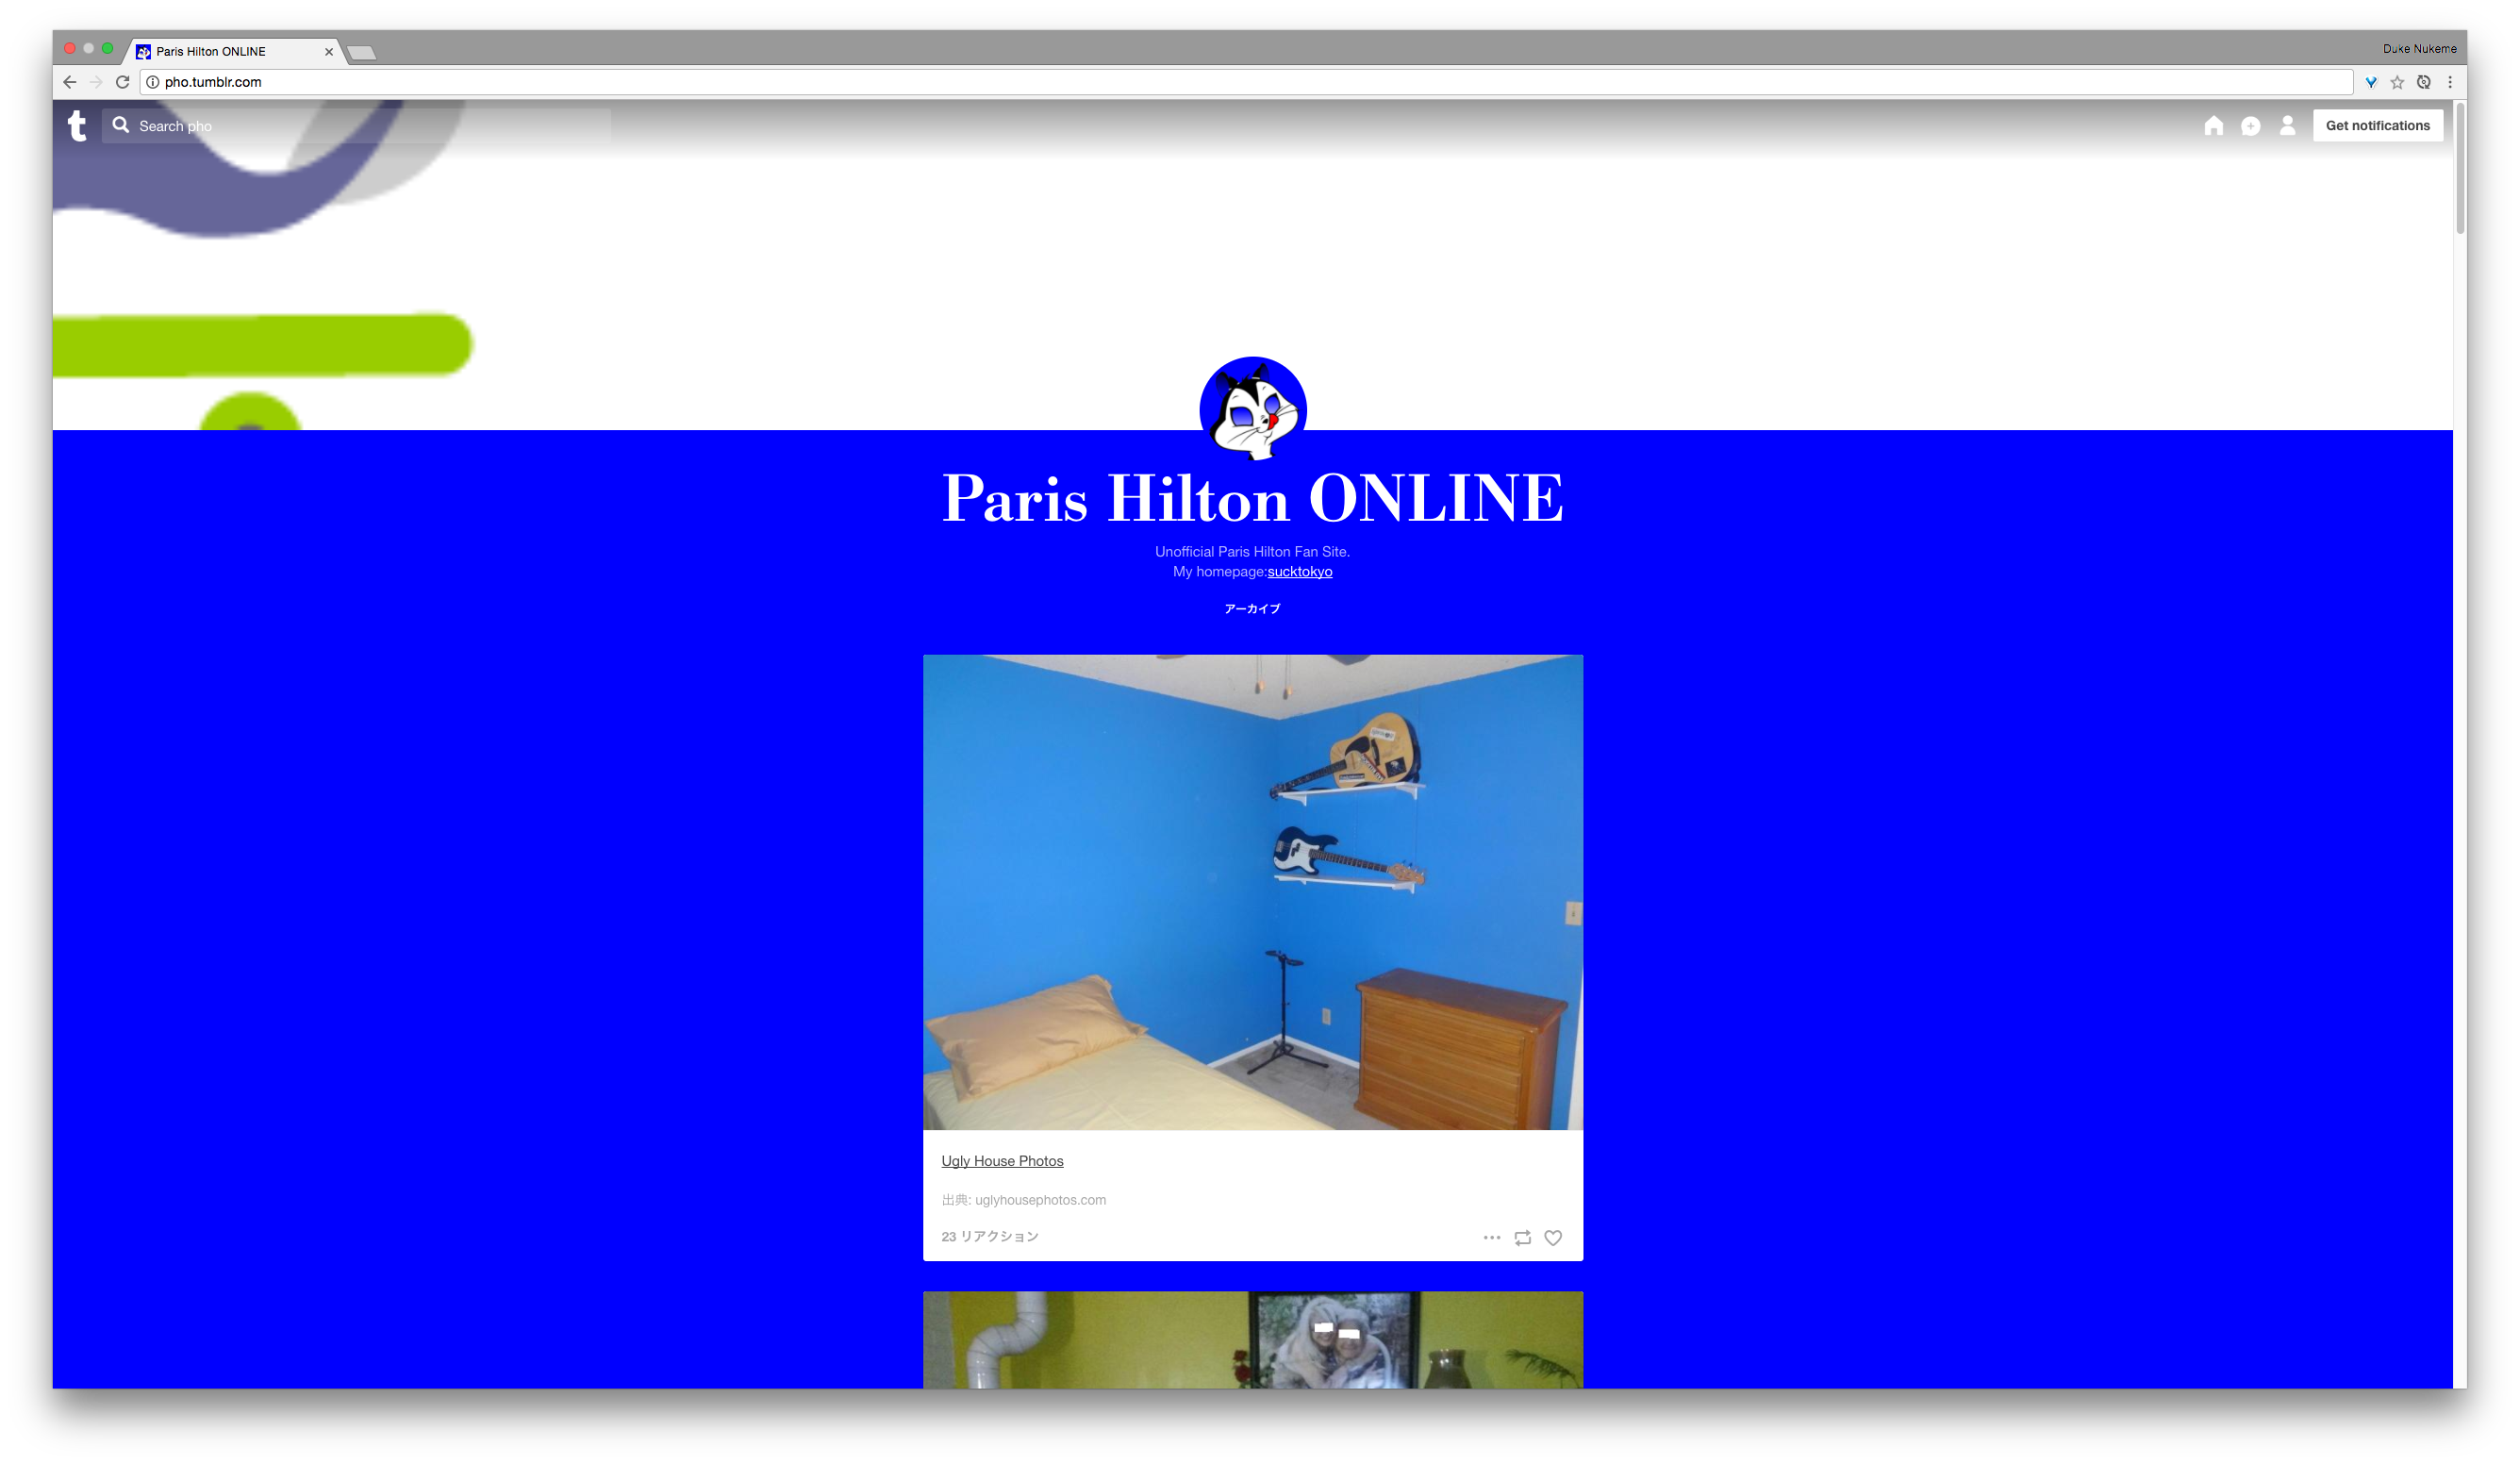 Paris Hilton ONLINE
Duke Nukeme
pho.tumblr.com
t Search pho
Get notifications
Paris Hilton ONLINE
Unofficial Paris Hilton Fan Site.
My homepage:sucktokyo
アーカイブ
Ugly House Photos
出典: uglyhousephotos.com
23 リアクション